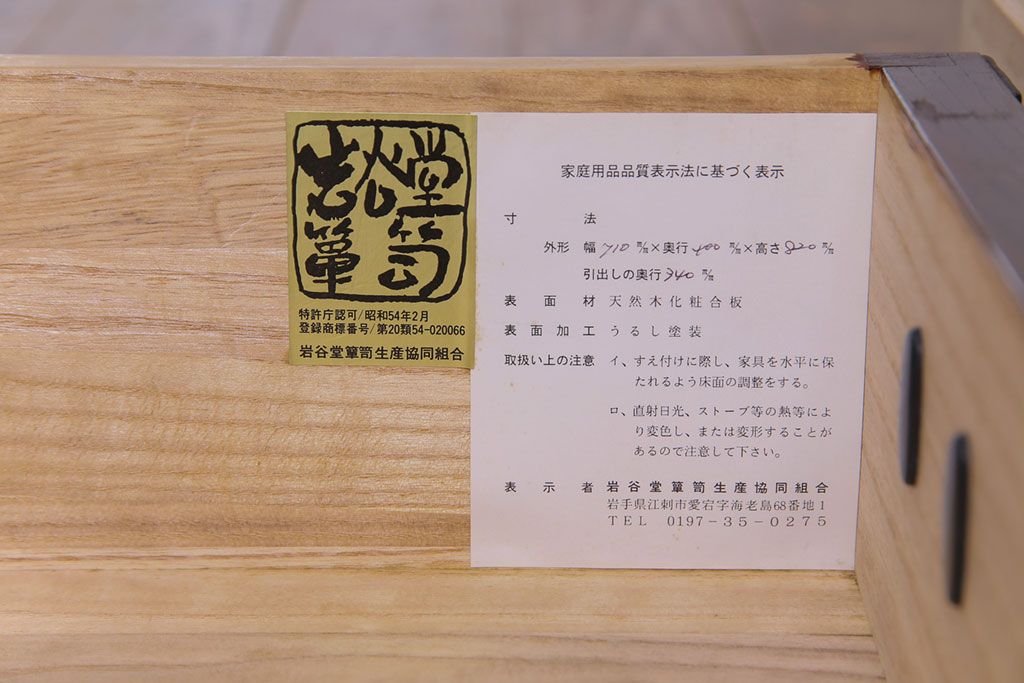 岩谷堂
簞笥
特許庁認可/昭和54年2月
登録商標番号/第20類54-020066
岩谷堂簞笥生産協同組合
家庭用品品質表示法に基づく表示
寸法
外形 幅710㎜×奥行400㎜×高さ820㎜
引出しの奥行340㎜
表面材 天然木化粧合板
表面加工 うるし塗装
取扱い上の注意 イ、すえ付けに際し、家具を水平に保
たれるよう床面の調整をする。
ロ、直射日光、ストーブ等の熱等によ
り変色し、または変形することが
あるので注意して下さい。
表示者 岩谷堂簞笥生産協同組合
岩手県江刺市愛宕字海老島68番地1
TEL 0197-35-0275